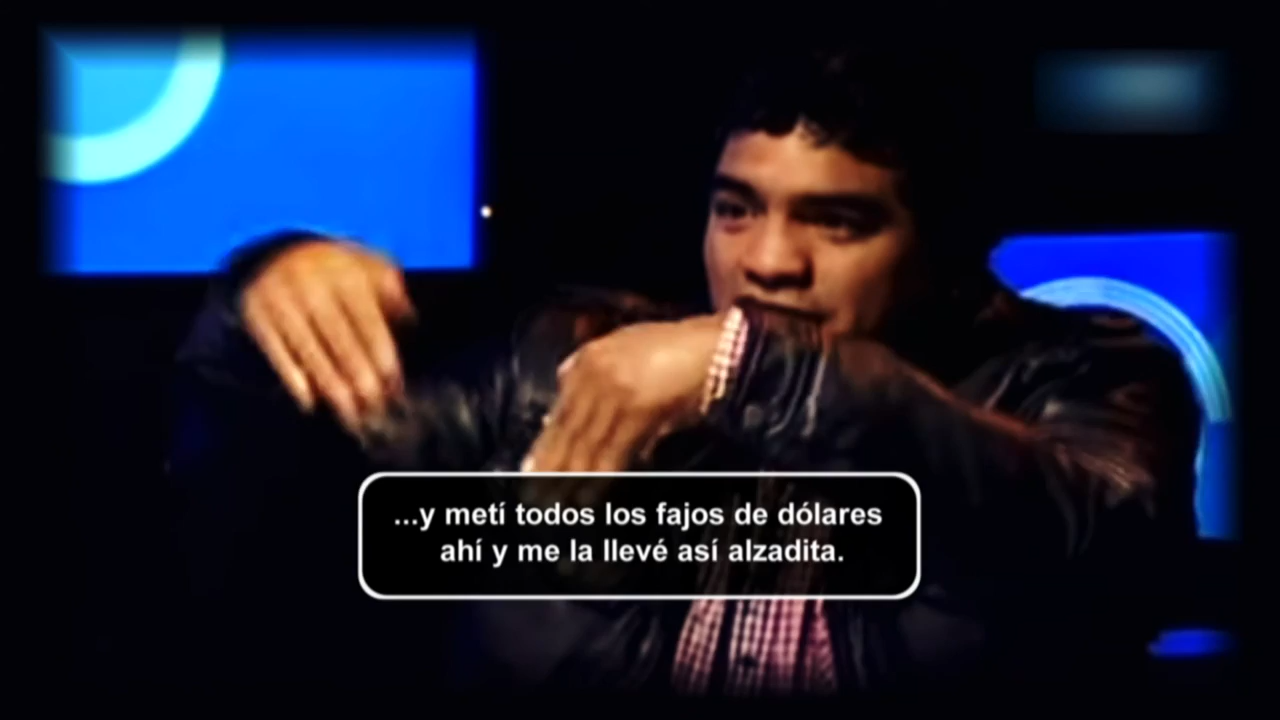 ...y metí todos los fajos de dólares
ahí y me la llevé así alzadita.